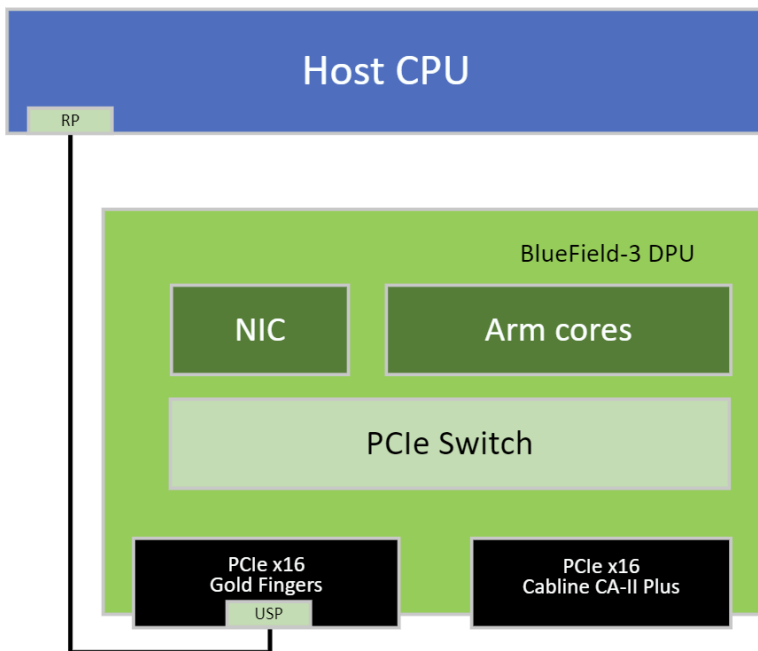 Host CPU
RP
BlueField-3 DPU
NIC
Arm cores
PCIe Switch
PCIe x16
Gold Fingers
USP
PCIe x16
Cabline CA-II Plus